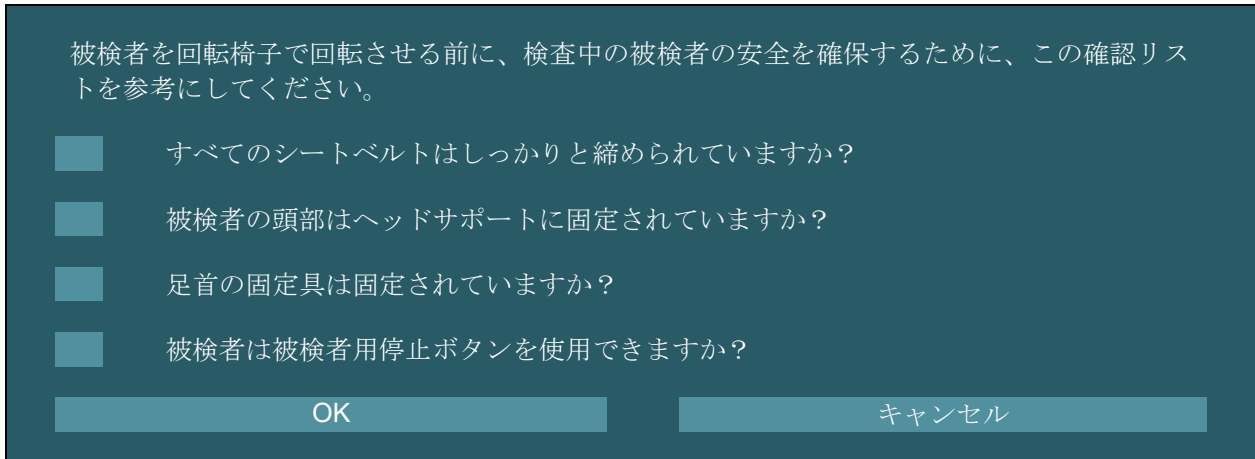 被検者を回転椅子で回転させる前に、検査中の被検者の安全を確保するために、この確認リス
トを参考にしてください。
すべてのシートベルトはしっかりと締められていますか？
被検者の頭部はヘッドサポートに固定されていますか？
足首の固定具は固定されていますか？
被検者は被検者用停止ボタンを使用できますか？
OK
キャンセル